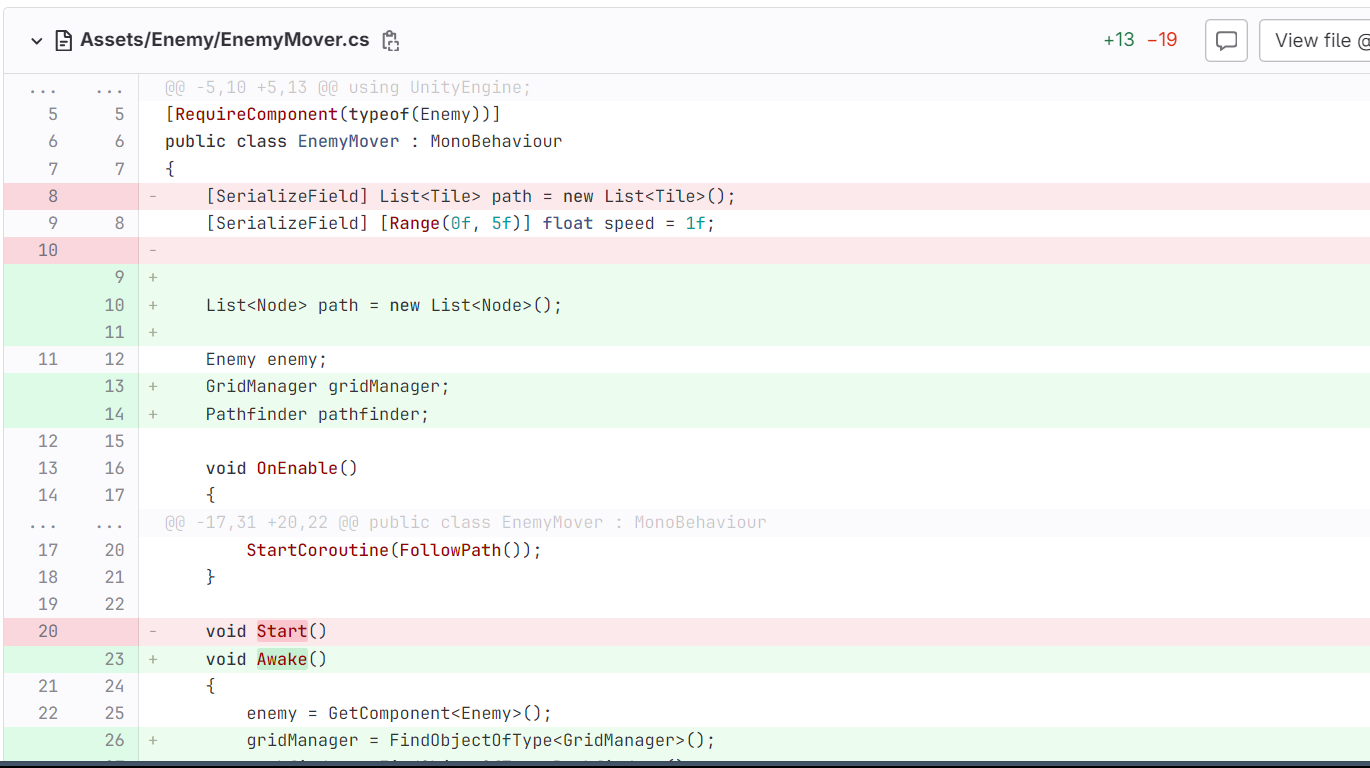 Assets/Enemy/EnemyMover.cs +13 −19 View file @
... ... @@ -5,10 +5,13 @@ using UnityEngine;
5 5 [RequireComponent(typeof(Enemy))]
6 6 public class EnemyMover : MonoBehaviour
7 7 {
8 - [SerializeField] List<Tile> path = new List<Tile>();
9 8 [SerializeField] [Range(0f, 5f)] float speed = 1f;
10 -
9 +
10 + List<Node> path = new List<Node>();
11 +
11 12 Enemy enemy;
13 + GridManager gridManager;
14 + Pathfinder pathfinder;
12 15
13 16 void OnEnable()
14 17 {
... ... @@ -17,31 +20,22 @@ public class EnemyMover : MonoBehaviour
17 20 StartCoroutine(FollowPath());
18 21 }
19 22
20 - void Start()
23 + void Awake()
21 24 {
22 25 enemy = GetComponent<Enemy>();
26 + gridManager = FindObjectOfType<GridManager>();